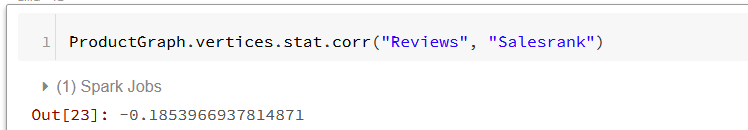 1 ProductGraph.vertices.stat.corr("Reviews", "Salesrank")
(1) Spark Jobs
Out[23]: -0.1853966937814871